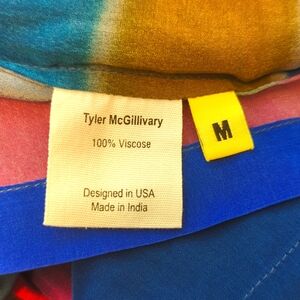 Tyler McGillivary
100% Viscose
Designed in USA
Made in India
M